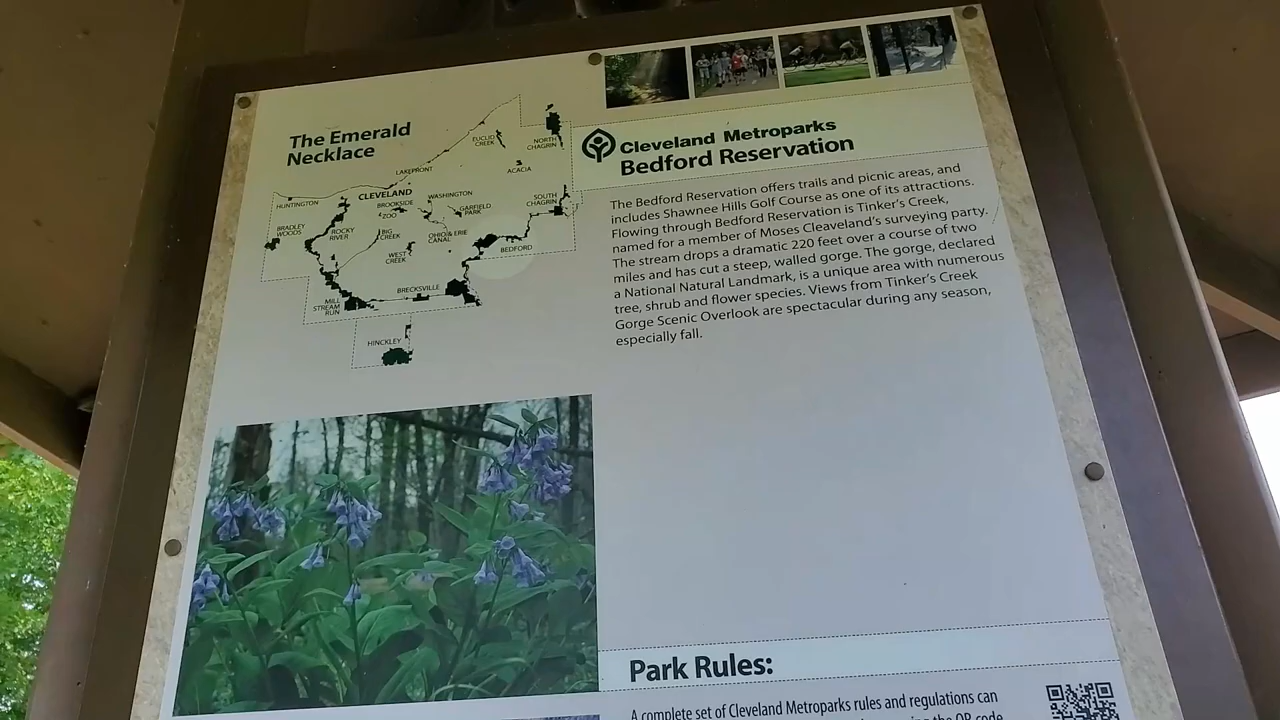 The Emerald
Necklace
EUCLID
CREEK
NORTH
CHAGRIN
ACACIA
LAKEFRONT
CLEVELAND
HUNTINGTON
BROOKSIDE
ZOO
WASHINGTON
GARFIELD
PARK
SOUTH
CHAGRIN
BRADLEY
WOODS
ROCKY
RIVER
BIG
CREEK
OHIO & ERIE
CANAL
WEST
CREEK
BEDFORD
BRECKSVILLE
MILL
STREAM
RUN
HINCKLEY
Cleveland Metroparks
Bedford Reservation
The Bedford Reservation offers trails and picnic areas, and
includes Shawnee Hills Golf Course as one of its attractions.
Flowing through Bedford Reservation is Tinker's Creek,
named for a member of Moses Cleaveland's surveying party.
The stream drops a dramatic 220 feet over a course of two
miles and has cut a steep, walled gorge. The gorge, declared
a National Natural Landmark, is a unique area with numerous
tree, shrub and flower species. Views from Tinker's Creek
Gorge Scenic Overlook are spectacular during any season,
especially fall.
Park Rules:
A complete set of Cleveland Metroparks rules and regulations can
the QR code